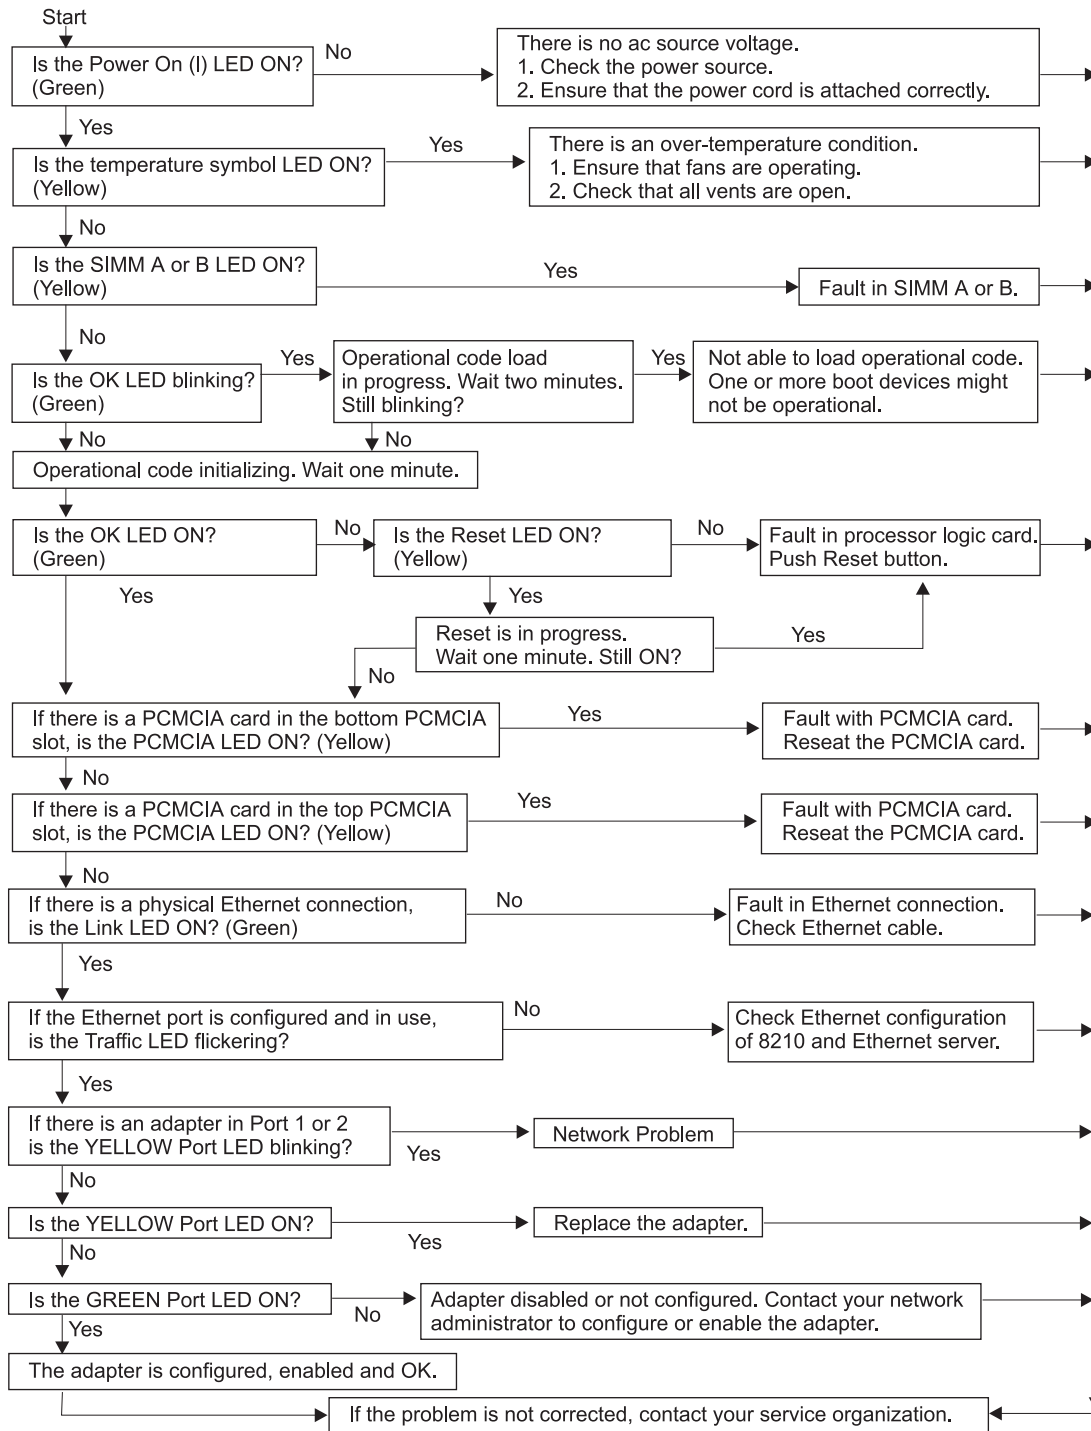 Start
Is the Power On (I) LED ON?
(Green)
No
There is no ac source voltage.
1. Check the power source.
2. Ensure that the power cord is attached correctly.
Yes
Is the temperature symbol LED ON?
(Yellow)
Yes
There is an over-temperature condition.
1. Ensure that fans are operating.
2. Check that all vents are open.
No
Is the SIMM A or B LED ON?
(Yellow)
Yes
Fault in SIMM A or B.
No
Is the OK LED blinking?
(Green)
Yes
Operational code load
in progress. Wait two minutes.
Still blinking?
Yes
Not able to load operational code.
One or more boot devices might
not be operational.
No
No
Operational code initializing. Wait one minute.
Is the OK LED ON?
(Green)
No
Is the Reset LED ON?
(Yellow)
No
Fault in processor logic card.
Push Reset button.
Yes
Yes
Reset is in progress.
Wait one minute. Still ON?
Yes
No
If there is a PCMCIA card in the bottom PCMCIA
slot, is the PCMCIA LED ON? (Yellow)
Yes
Fault with PCMCIA card.
Reseat the PCMCIA card.
No
If there is a PCMCIA card in the top PCMCIA
slot, is the PCMCIA LED ON? (Yellow)
Yes
Fault with PCMCIA card.
Reseat the PCMCIA card.
No
If there is a physical Ethernet connection,
is the Link LED ON? (Green)
No
Fault in Ethernet connection.
Check Ethernet cable.
Yes
If the Ethernet port is configured and in use,
is the Traffic LED flickering?
No
Check Ethernet configuration
of 8210 and Ethernet server.
Yes
If there is an adapter in Port 1 or 2
is the YELLOW Port LED blinking?
Yes
Network Problem
No
Is the YELLOW Port LED ON?
Yes
Replace the adapter.
No
Is the GREEN Port LED ON?
No
Adapter disabled or not configured. Contact your network
administrator to configure or enable the adapter.
Yes
The adapter is configured, enabled and OK.
If the problem is not corrected, contact your service organization.